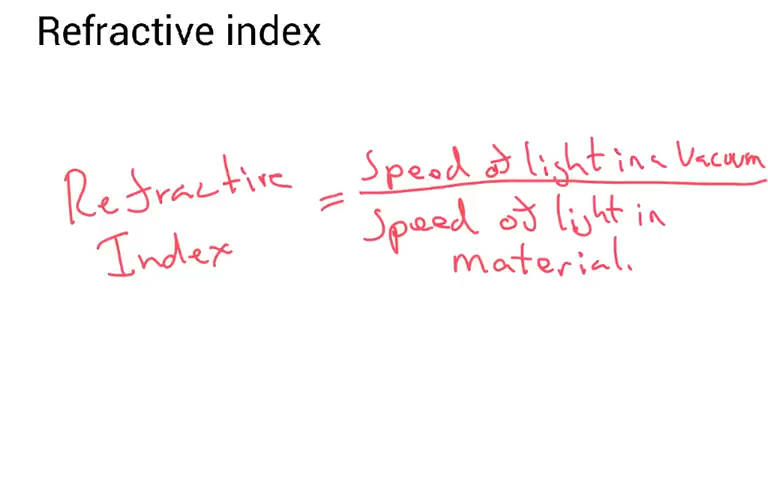 Refractive index
Refractive
Index
=
Speed of light in a Vacuum
Speed of light in
material.